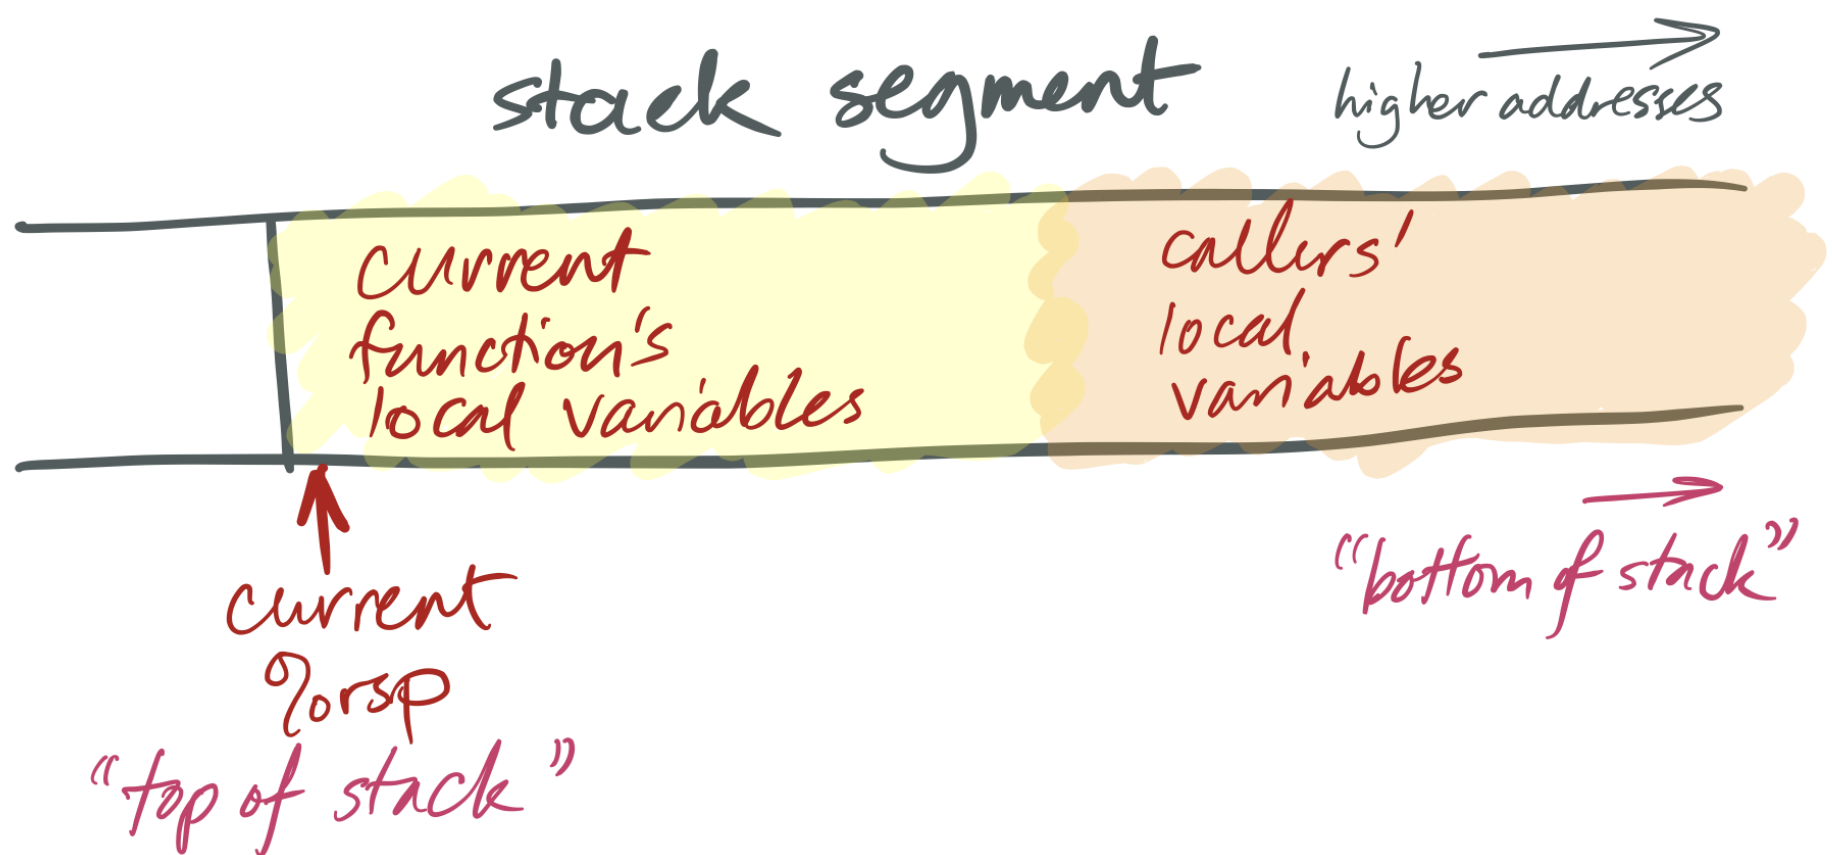 stack segment
higher addresses
current
function's
local variables
callers'
local
variables
current
%rsp
"top of stack"
"bottom of stack"